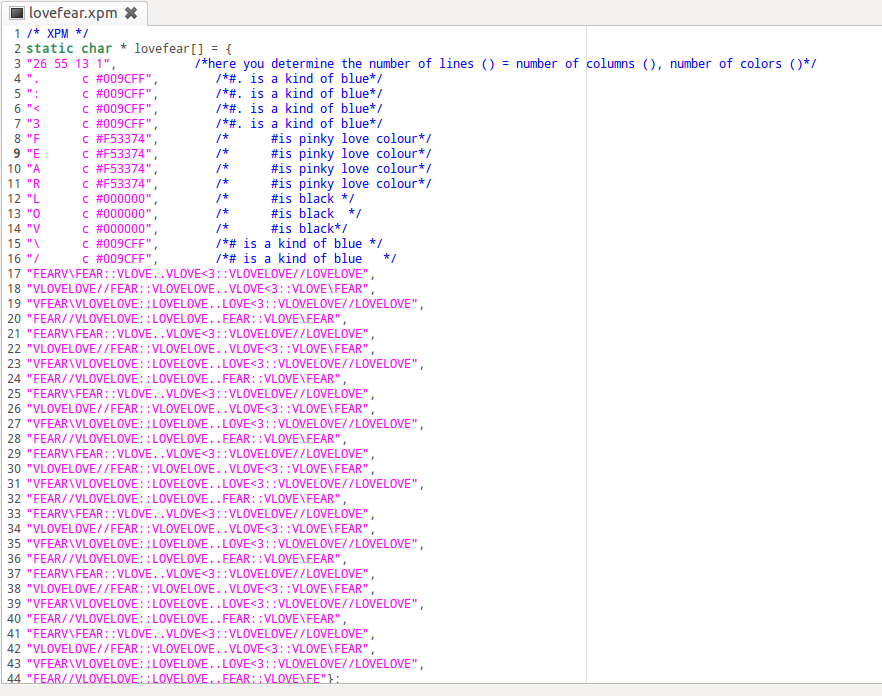 lovefear.xpm
1 /* XPM */
2 static char * lovefear[] = {
3 "26 55 13 1", /*here you determine the number of lines () = number of columns (), number of colors ()*/
4 ". c #009CFF", /*#. is a kind of blue*/
5 ": c #009CFF", /*#. is a kind of blue*/
6 "< c #009CFF", /*#. is a kind of blue*/
7 "3 c #009CFF", /*#. is a kind of blue*/
8 "F c #F53374", /* #is pinky love colour*/
9 "E c #F53374", /* #is pinky love colour*/
10 "A c #F53374", /* #is pinky love colour*/
11 "R c #F53374", /* #is pinky love colour*/
12 "L c #000000", /* #is black */
13 "O c #000000", /* #is black */
14 "V c #000000", /* #is black*/
15 "\ c #009CFF", /*# is a kind of blue */
16 "/ c #009CFF", /*# is a kind of blue */
17 "FEARV\FEAR::VLOVE..VLOVE<3::VLOVELOVE//LOVELOVE",
18 "VLOVELOVE//FEAR::VLOVELOVE..VLOVE<3::VLOVE\FEAR",
19 "VFEAR\VLOVELOVE::LOVELOVE..LOVE<3::VLOVELOVE//LOVELOVE",
20 "FEAR//VLOVELOVE::LOVELOVE..FEAR::VLOVE\FEAR",
21 "FEARV\FEAR::VLOVE..VLOVE<3::VLOVELOVE//LOVELOVE",
22 "VLOVELOVE//FEAR::VLOVELOVE..VLOVE<3::VLOVE\FEAR",
23 "VFEAR\VLOVELOVE::LOVELOVE..LOVE<3::VLOVELOVE//LOVELOVE",
24 "FEAR//VLOVELOVE::LOVELOVE..FEAR::VLOVE\FEAR",
25 "FEARV\FEAR::VLOVE..VLOVE<3::VLOVELOVE//LOVELOVE",
26 "VLOVELOVE//FEAR::VLOVELOVE..VLOVE<3::VLOVE\FEAR",
27 "VFEAR\VLOVELOVE::LOVELOVE..LOVE<3::VLOVELOVE//LOVELOVE",
28 "FEAR//VLOVELOVE::LOVELOVE..FEAR::VLOVE\FEAR",
29 "FEARV\FEAR::VLOVE..VLOVE<3::VLOVELOVE//LOVELOVE",
30 "VLOVELOVE//FEAR::VLOVELOVE..VLOVE<3::VLOVE\FEAR",
31 "VFEAR\VLOVELOVE::LOVELOVE..LOVE<3::VLOVELOVE//LOVELOVE",
32 "FEAR//VLOVELOVE::LOVELOVE..FEAR::VLOVE\FEAR",
33 "FEARV\FEAR::VLOVE..VLOVE<3::VLOVELOVE//LOVELOVE",
34 "VLOVELOVE//FEAR::VLOVELOVE..VLOVE<3::VLOVE\FEAR",
35 "VFEAR\VLOVELOVE::LOVELOVE..LOVE<3::VLOVELOVE//LOVELOVE",
36 "FEAR//VLOVELOVE::LOVELOVE..FEAR::VLOVE\FEAR",
37 "FEARV\FEAR::VLOVE..VLOVE<3::VLOVELOVE//LOVELOVE",
38 "VLOVELOVE//FEAR::VLOVELOVE..VLOVE<3::VLOVE\FEAR",
39 "VFEAR\VLOVELOVE::LOVELOVE..LOVE<3::VLOVELOVE//LOVELOVE",
40 "FEAR//VLOVELOVE::LOVELOVE..FEAR::VLOVE\FEAR",
41 "FEARV\FEAR::VLOVE..VLOVE<3::VLOVELOVE//LOVELOVE",
42 "VLOVELOVE//FEAR::VLOVELOVE..VLOVE<3::VLOVE\FEAR",
43 "VFEAR\VLOVELOVE::LOVELOVE..LOVE<3::VLOVELOVE//LOVELOVE",
44 "FEAR//VLOVELOVE::LOVELOVE..FEAR::VLOVE\FE"};